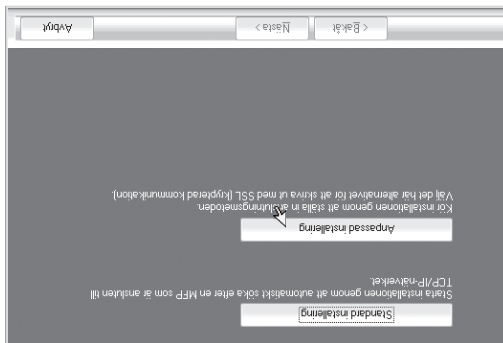 Standard installering
Starta installationen genom att automatiskt söka efter en MFP som är ansluten till
TCP/IP-nätverket.
Anpassad installering
Kör installationen genom att ställa in anslutningsmetoden.
Välj det här alternativet för att skriva ut med SSL (krypterad kommunikation).
< Bakåt
Nästa >
Avbryt